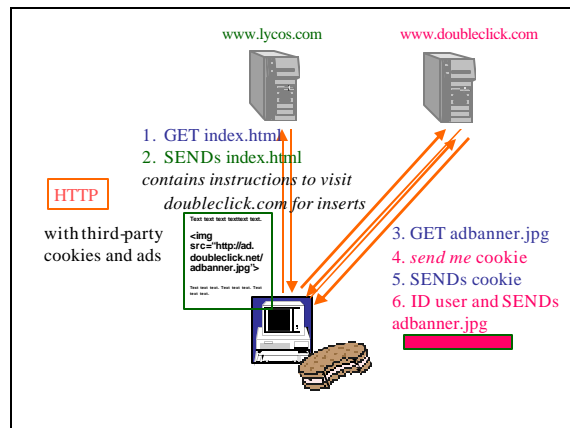 www.lycos.com
www.doubleclick.com
1. GET index.html
2. SENDs index.html
contains instructions to visit
doubleclick.com for inserts
HTTP
with third-party
cookies and ads
Text text text texttext text.
<img
src="http://ad.
doubleclick.net/
adbanner.jpg">
Text text text. Text text text. Text
text text.
3. GET adbanner.jpg
4. send me cookie
5. SENDs cookie
6. ID user and SENDs
adbanner.jpg